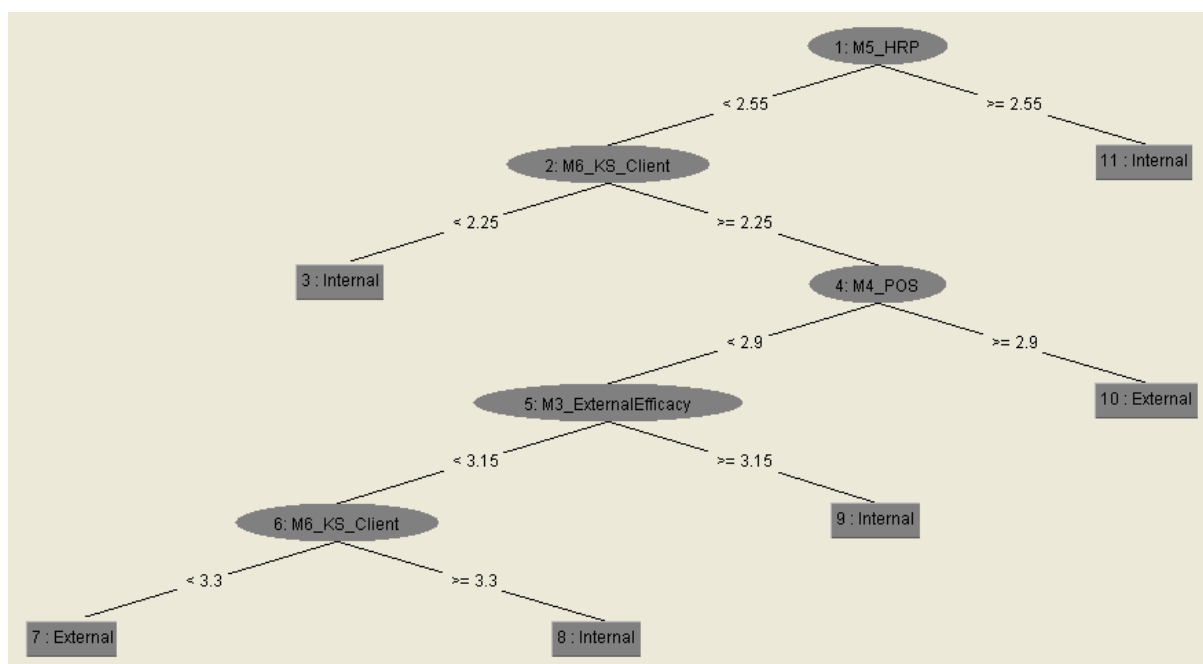 1: M5_HRP
< 2.55
>= 2.55
2: M6_KS_Client
11 : Internal
< 2.25
>= 2.25
3 : Internal
4: M4_POS
< 2.9
>= 2.9
5: M3_ExternalEfficacy
10 : External
< 3.15
>= 3.15
6: M6_KS_Client
9 : Internal
< 3.3
>= 3.3
7 : External
8 : Internal